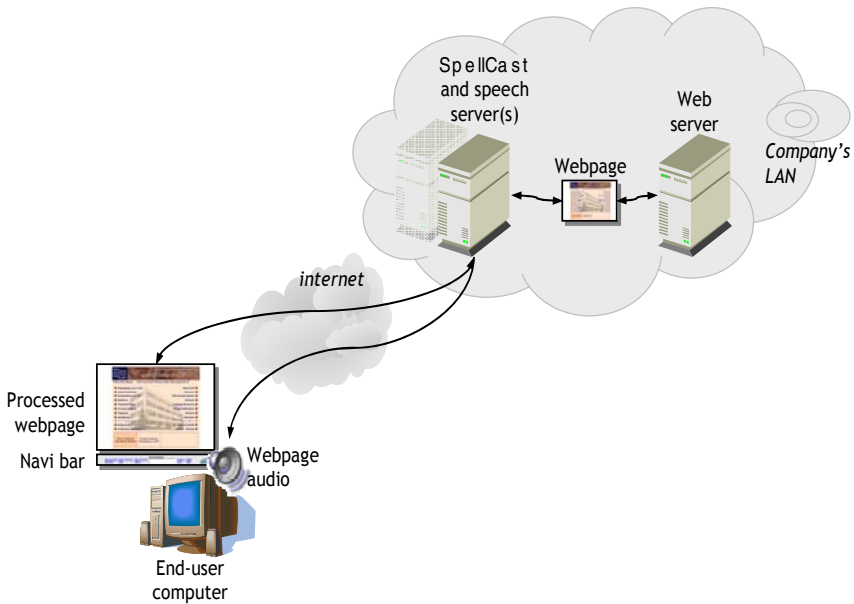 SpellCast
and speech
server(s)
Web
server
Webpage
Company's
LAN
internet
Processed
webpage
Navi bar
Webpage
audio
End-user
computer